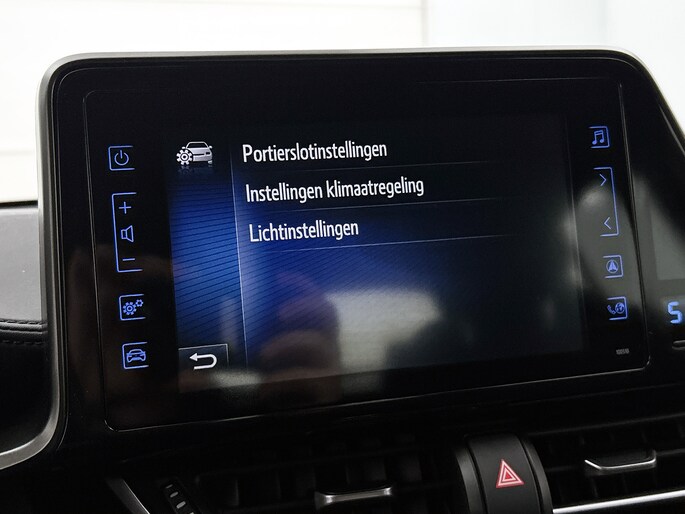 Portierslotinstellingen
Instellingen klimaatregeling
Lichtinstellingen